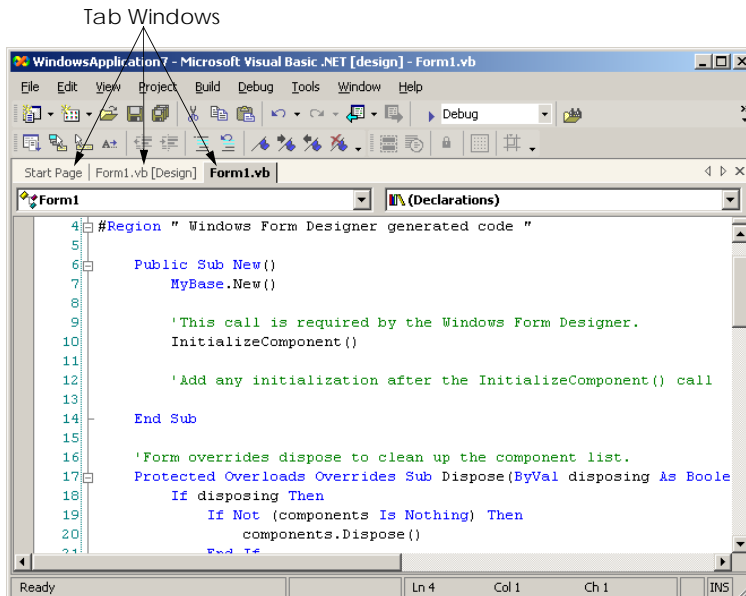 Tab Windows
WindowsApplication7 - Microsoft Visual Basic .NET [design] - Form1.vb
File Edit View Project Build Debug Tools Window Help
Debug
Start Page Form1.vb [Design] Form1.vb
Form1 (Declarations)
4 #Region " Windows Form Designer generated code "
5
6 Public Sub New()
7 MyBase.New()
8
9 'This call is required by the Windows Form Designer.
10 InitializeComponent()
11
12 'Add any initialization after the InitializeComponent() call
13
14 End Sub
15
16 'Form overrides dispose to clean up the component list.
17 Protected Overloads Overrides Sub Dispose(ByVal disposing As Boole
18 If disposing Then
19 If Not (components Is Nothing) Then
20 components.Dispose()
21 End If
Ready Ln 4 Col 1 Ch 1 INS